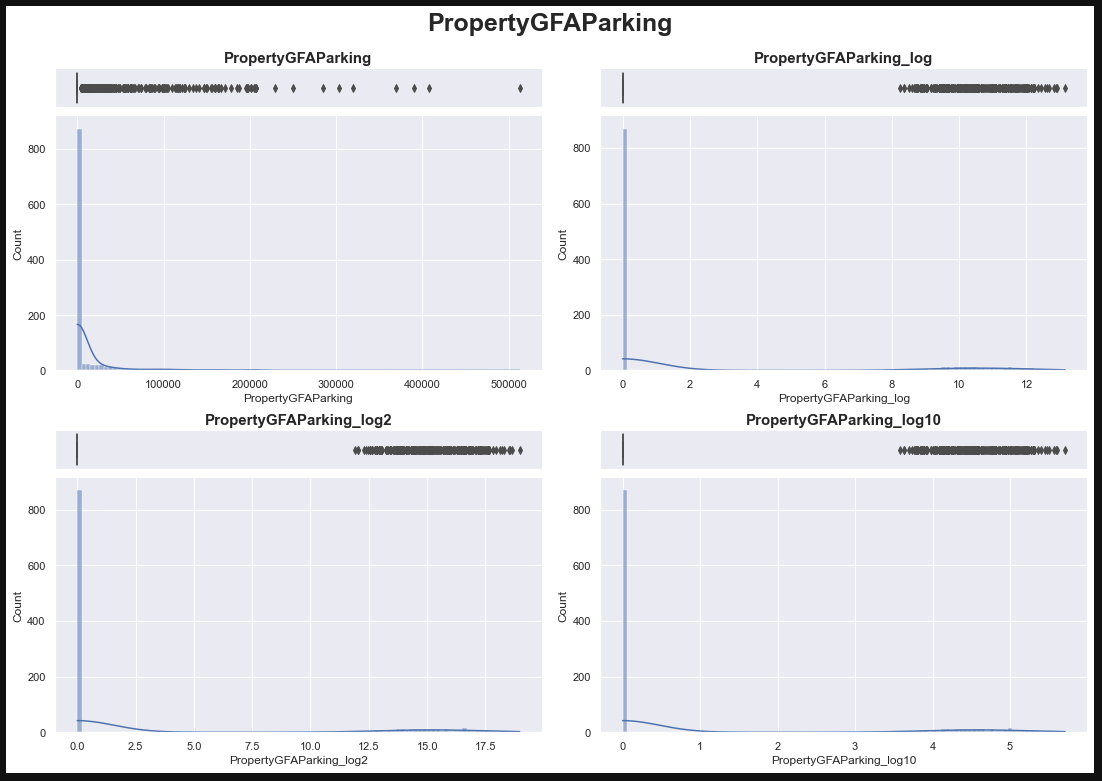 PropertyGFAParking
PropertyGFAParking
800
600
400
200
0
Count
0 100000 200000 300000 400000 500000
PropertyGFAParking
PropertyGFAParking_log
800
600
400
200
0
Count
0 2 4 6 8 10 12
PropertyGFAParking_log
PropertyGFAParking_log2
800
600
400
200
0
Count
0.0 2.5 5.0 7.5 10.0 12.5 15.0 17.5
PropertyGFAParking_log2
PropertyGFAParking_log10
800
600
400
200
0
Count
0 1 2 3 4 5
PropertyGFAParking_log10